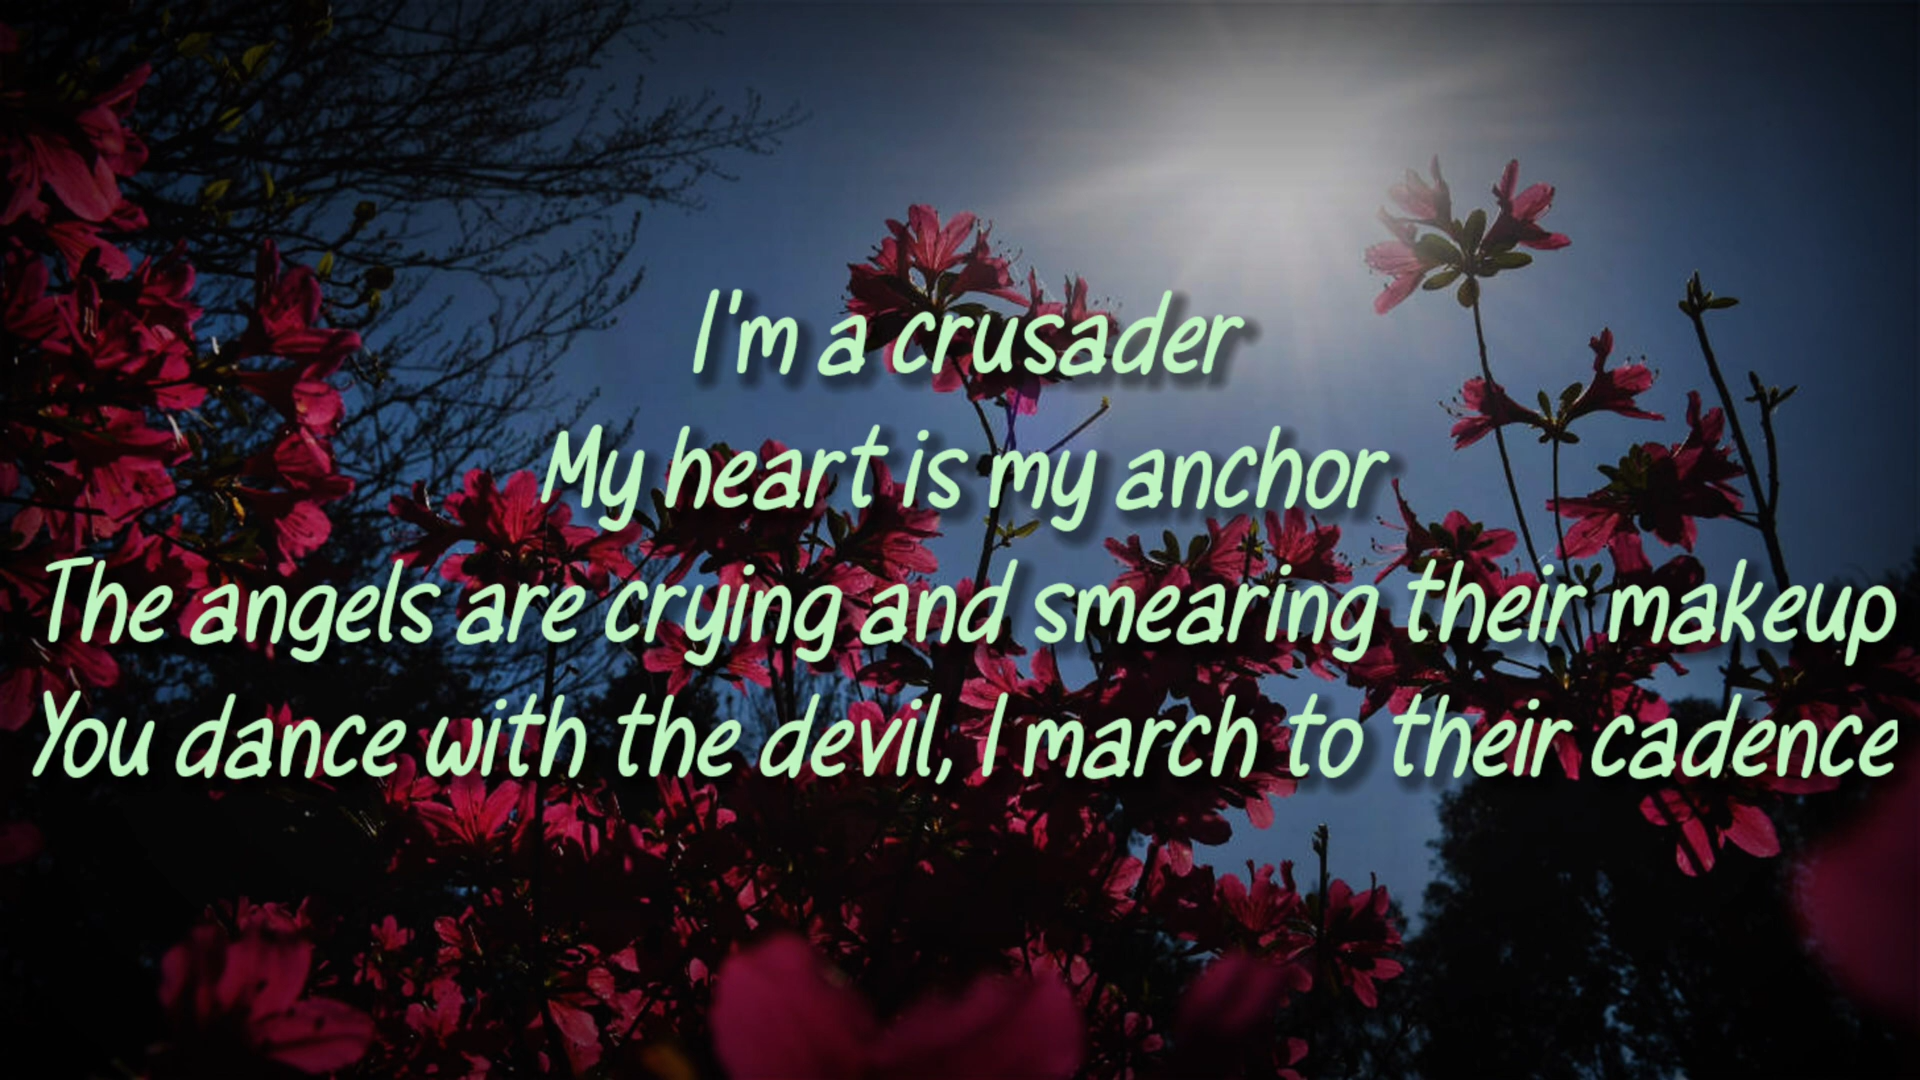 I'm a crusader
My heart is my anchor
The angels are crying and smearing their makeup
You dance with the devil, I march to their cadence